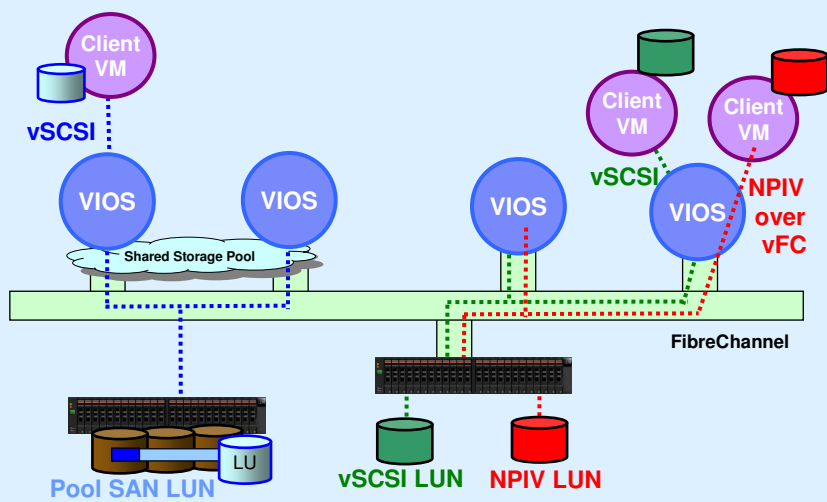 Client
VM
vSCSI
VIOS
VIOS
Shared Storage Pool
LU
Pool SAN LUN
VIOS
Client
VM
Client
VM
vSCSI
VIOS
NPIV
over
vFC
FibreChannel
vSCSI LUN
NPIV LUN